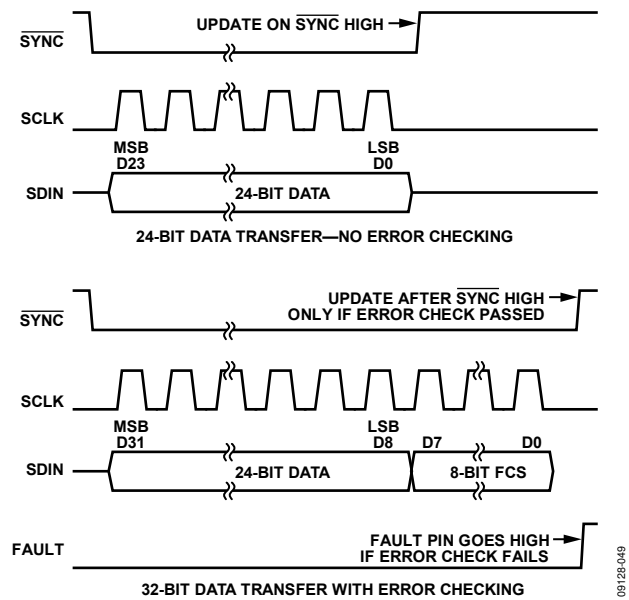 UPDATE ON SYNC HIGH
SYNC
SCLK
MSB
D23
LSB
D0
SDIN
24-BIT DATA
24-BIT DATA TRANSFER—NO ERROR CHECKING
UPDATE AFTER SYNC HIGH
ONLY IF ERROR CHECK PASSED
SYNC
SCLK
MSB
D31
LSB
D8
D7
D0
SDIN
24-BIT DATA
8-BIT FCS
FAULT
FAULT PIN GOES HIGH
IF ERROR CHECK FAILS
32-BIT DATA TRANSFER WITH ERROR CHECKING
09128-049